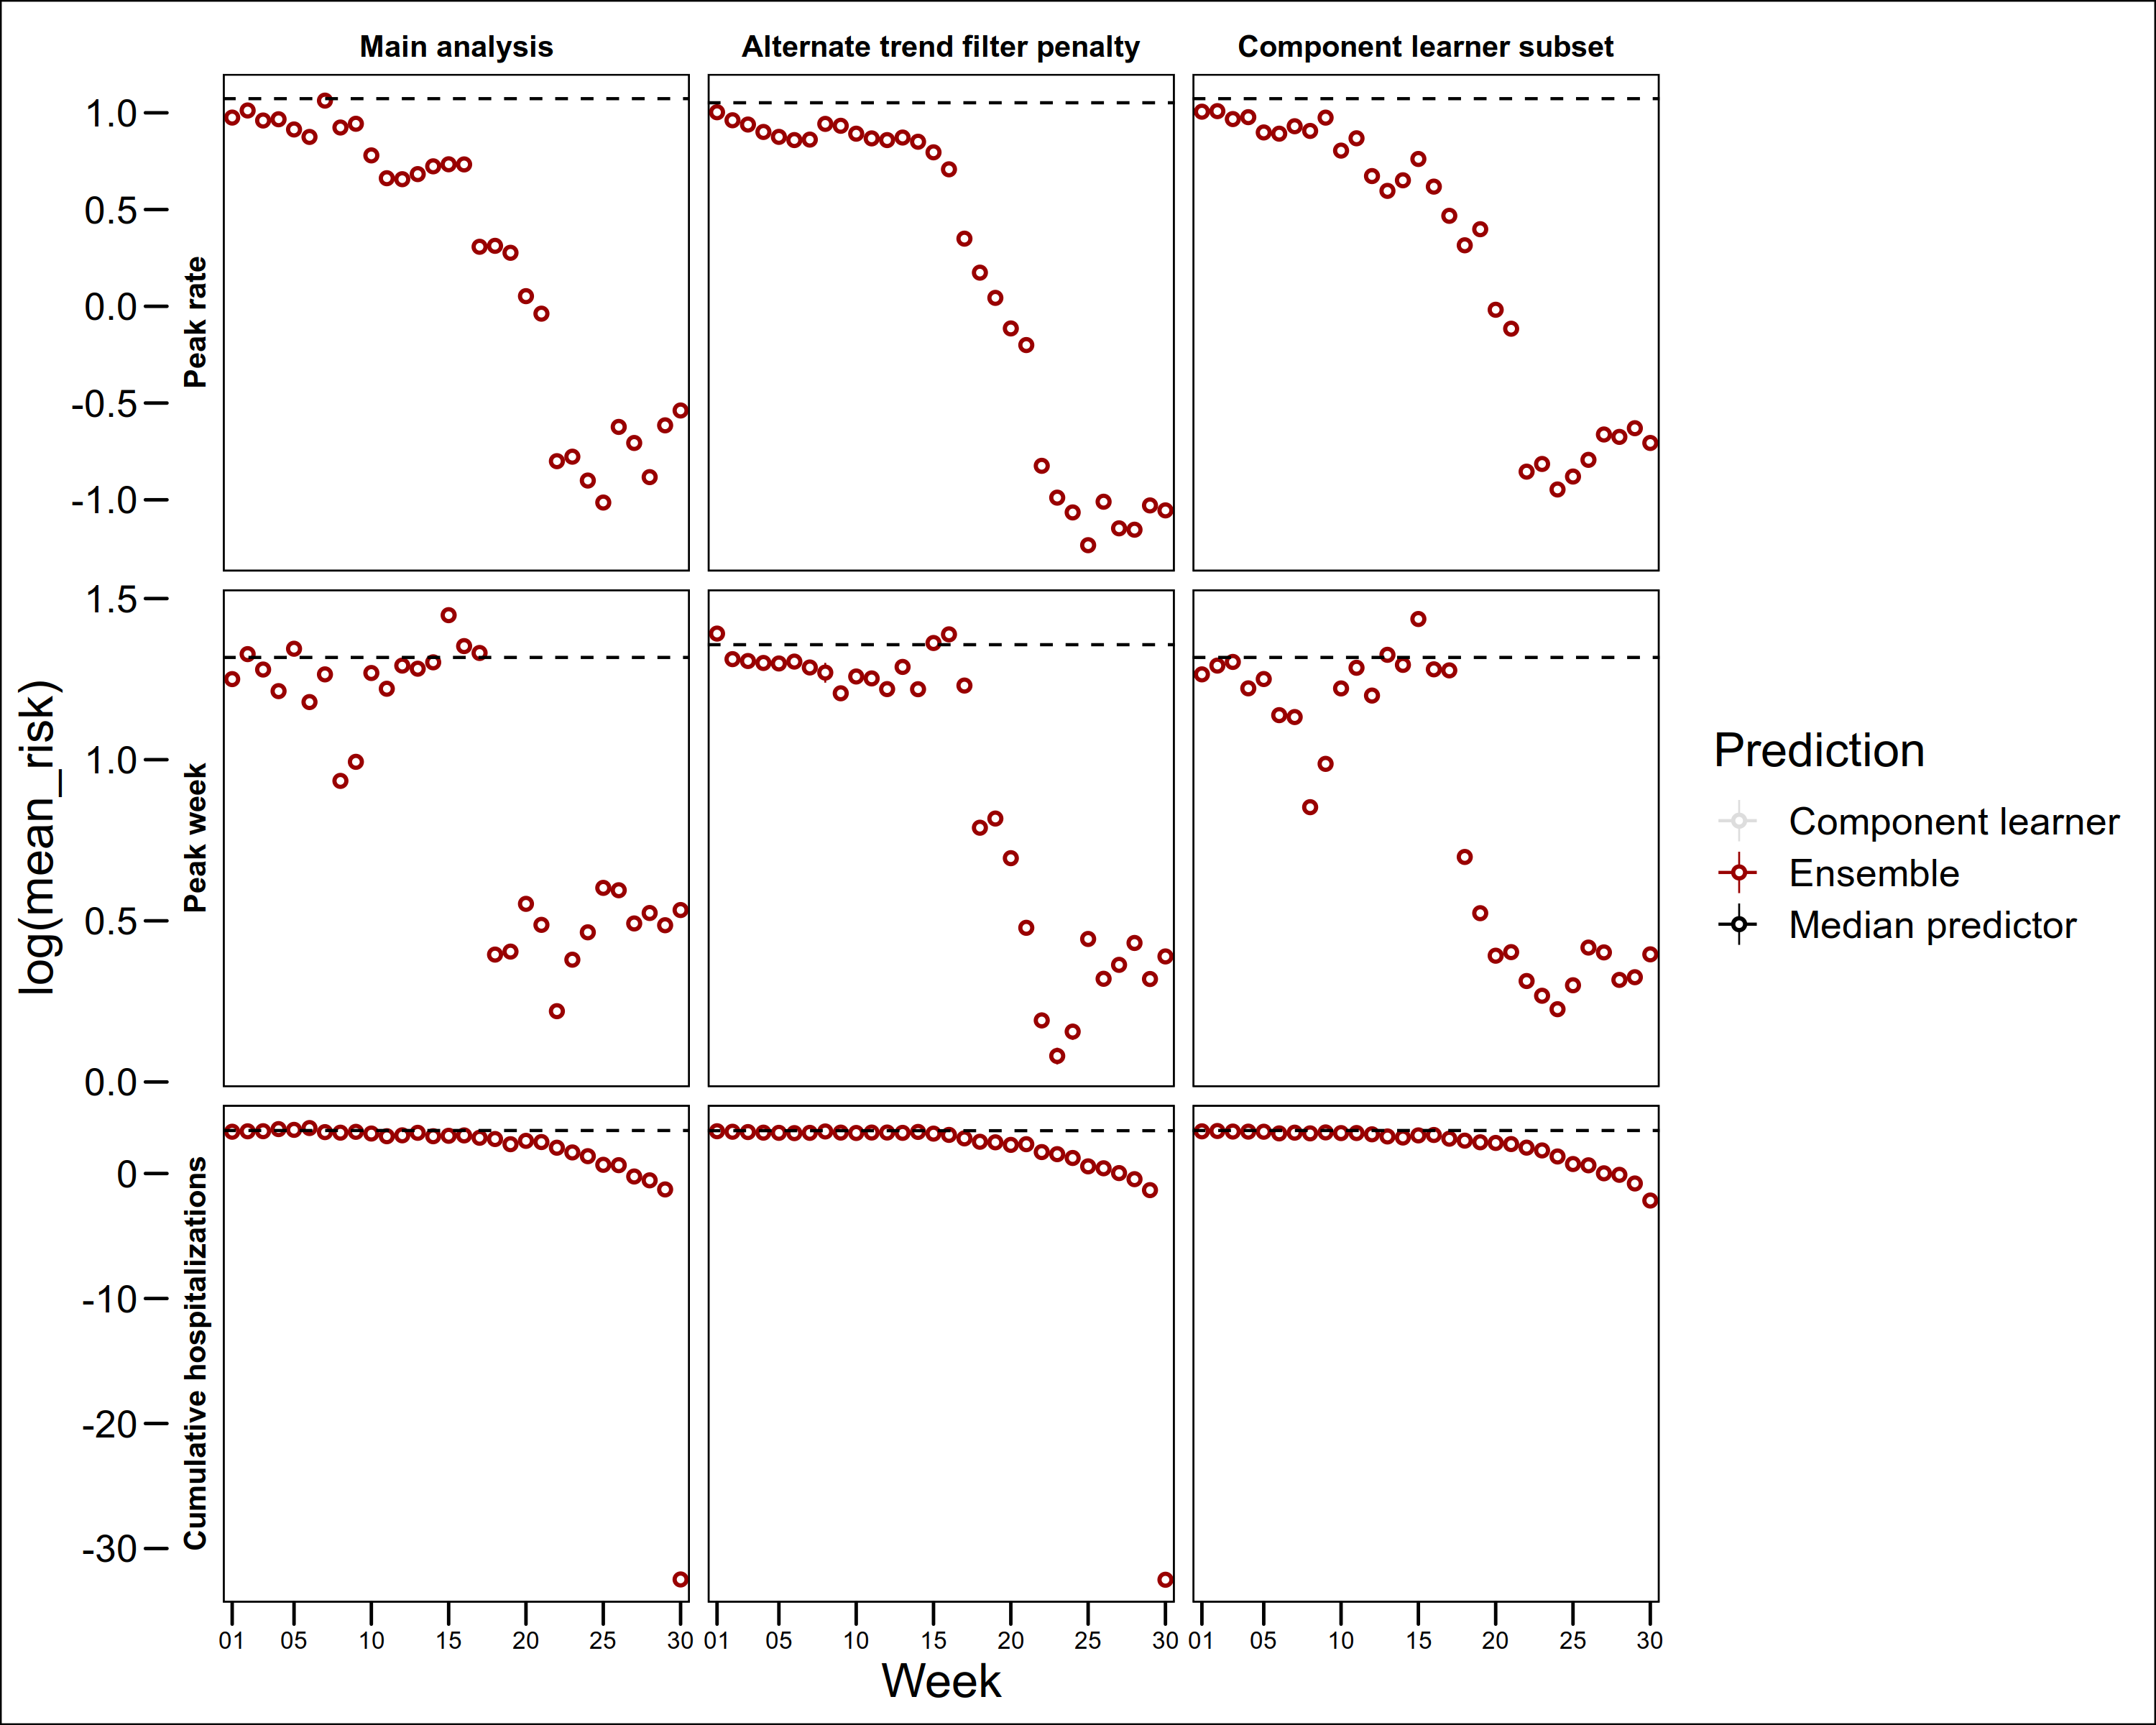 Main analysis
Alternate trend filter penalty
Component learner subset
log(mean_risk)
Peak rate
1.0
0.5
0.0
-0.5
-1.0
Peak week
1.5
1.0
0.5
0.0
Cumulative hospitalizations
0
-10
-20
-30
01 05 10 15 20 25 30
01 05 10 15 20 25 30
01 05 10 15 20 25 30
Week
Prediction
Component learner
Ensemble
Median predictor